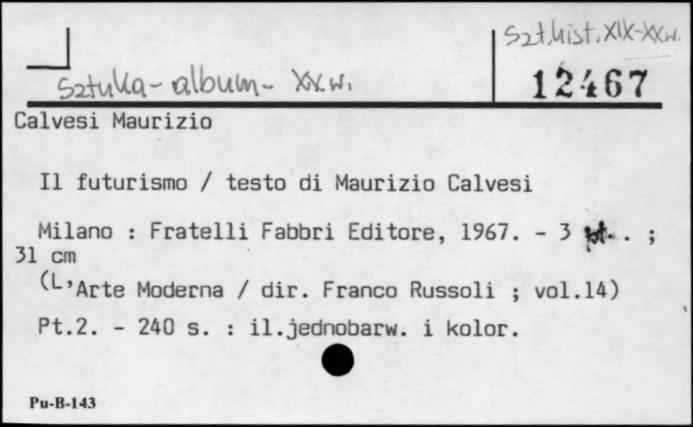 Szt,hist,XIX-XXw.
Sztuka-album- XX.w.
12467
Calvesi Maurizio
Il futurismo / testo di Maurizio Calvesi
Milano : Fratelli Fabbri Editore, 1967. - 3 pt. . ;
31 cm
(L'Arte Moderna / dir. Franco Russoli ; vol.14)
Pt.2. - 240 s. : il.jednobarw. i kolor.
Pu-B-143